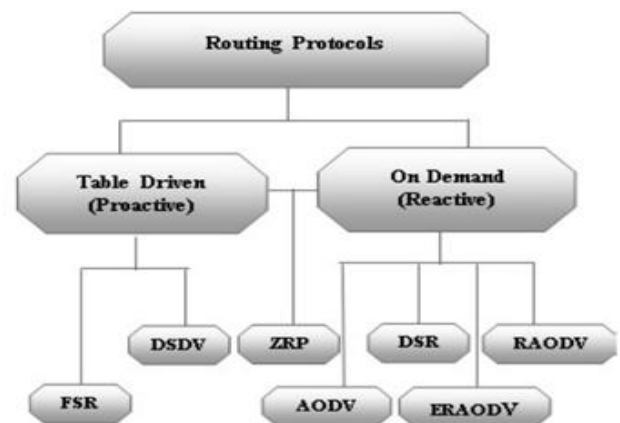 Routing Protocols
Table Driven
(Proactive)
On Demand
(Reactive)
DSDV
ZRP
DSR
RAODV
FSR
AODV
ERAODV